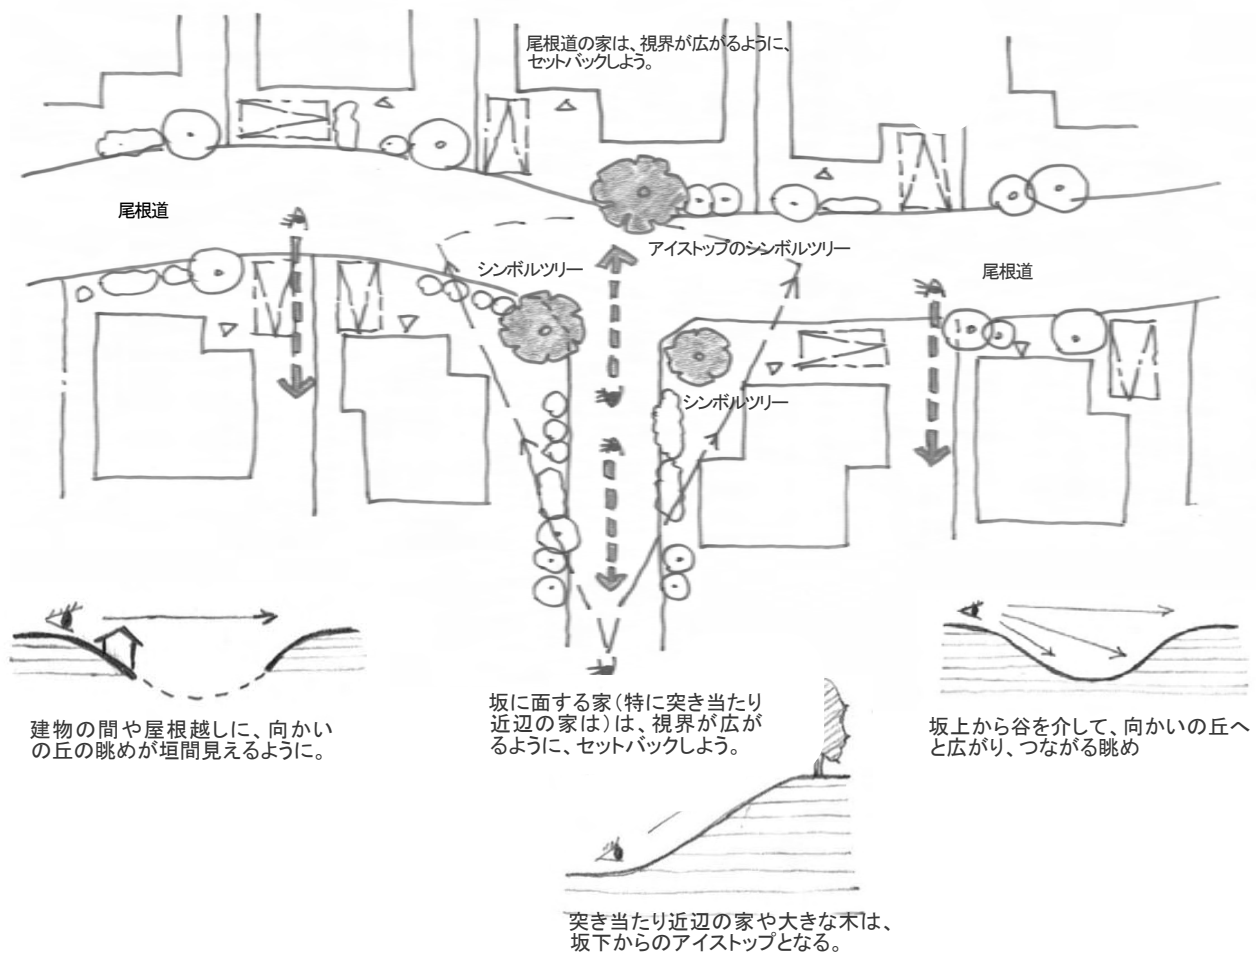 尾根道の家は、視界が広がるように、
セットバックしよう。
尾根道
アイストップのシンボルツリー
シンボルツリー
尾根道
シンボルツリー
建物の間や屋根越しに、向かい
の丘の眺めが垣間見えるように。
坂に面する家(特に突き当たり
近辺の家は)は、視界が広が
るように、セットバックしよう。
坂上から谷を介して、向かいの丘へ
と広がり、つながる眺め
突き当たり近辺の家や大きな木は、
坂下からのアイストップとなる。